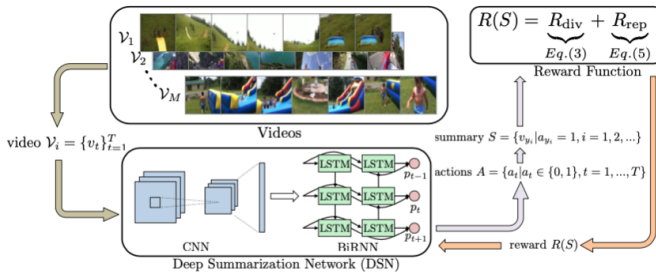 V_1
V_2
V_M
Videos
R(S) = R_div + R_rep
Eq.(3) Eq.(5)
Reward Function
video V_i = {v_t}_{t=1}^T
summary S = {v_{y_i}|a_{y_i} = 1, i = 1, 2, ...}
actions A = {a_t|a_t ∈ {0, 1}, t = 1, ..., T}
LSTM LSTM p_{t-1}
LSTM LSTM p_t
LSTM LSTM p_{t+1}
CNN BiRNN
Deep Summarization Network (DSN)
reward R(S)